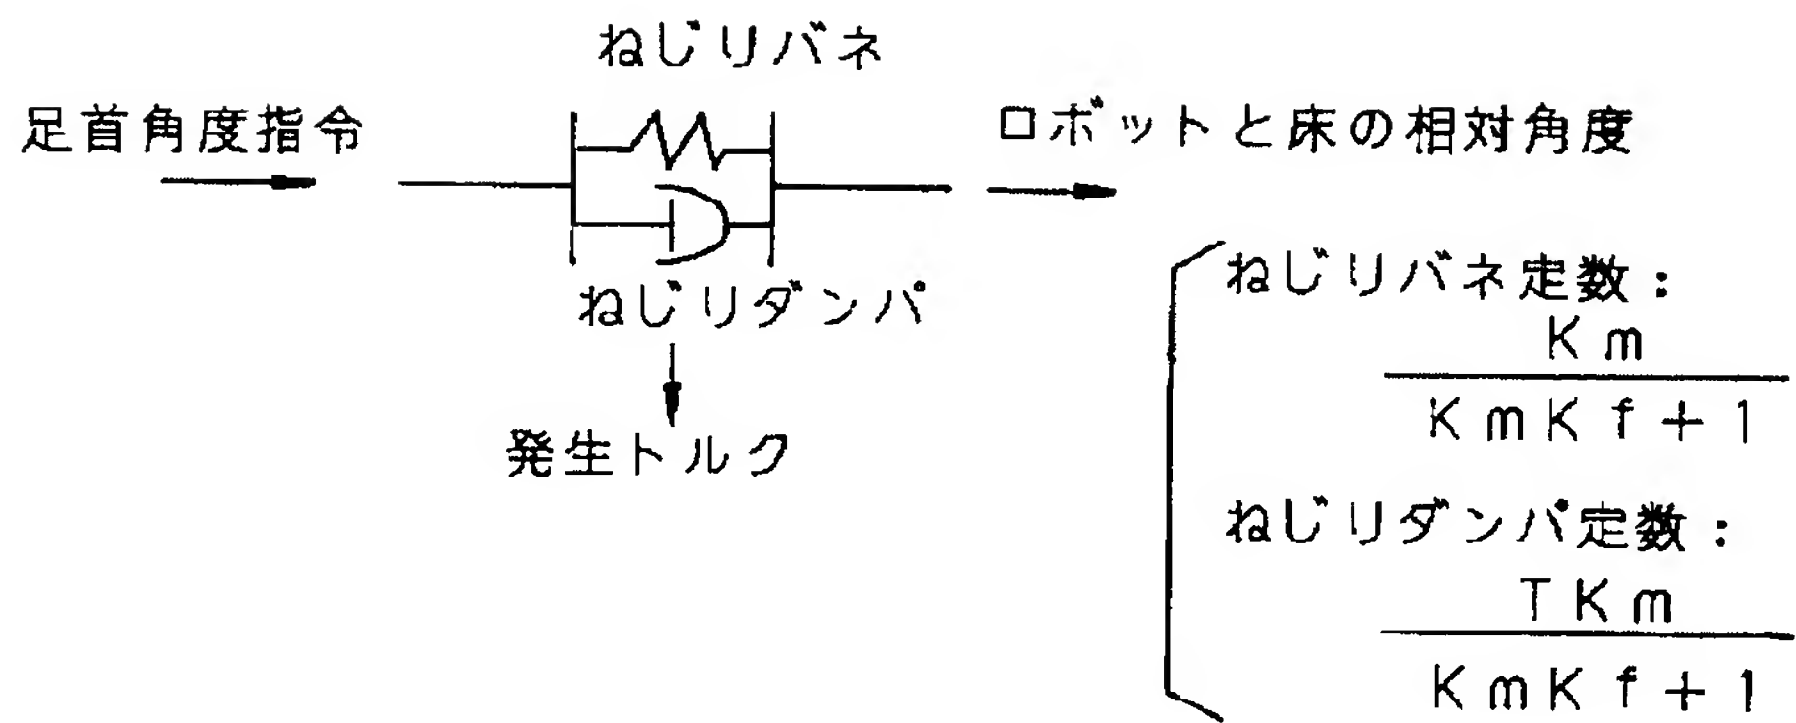 ねじりバネ
足首角度指令
ロボットと床の相対角度
ねじりダンパ
発生トルク
ねじりバネ定数：
Km
KmKf+1
ねじりダンパ定数：
TKm
KmKf+1